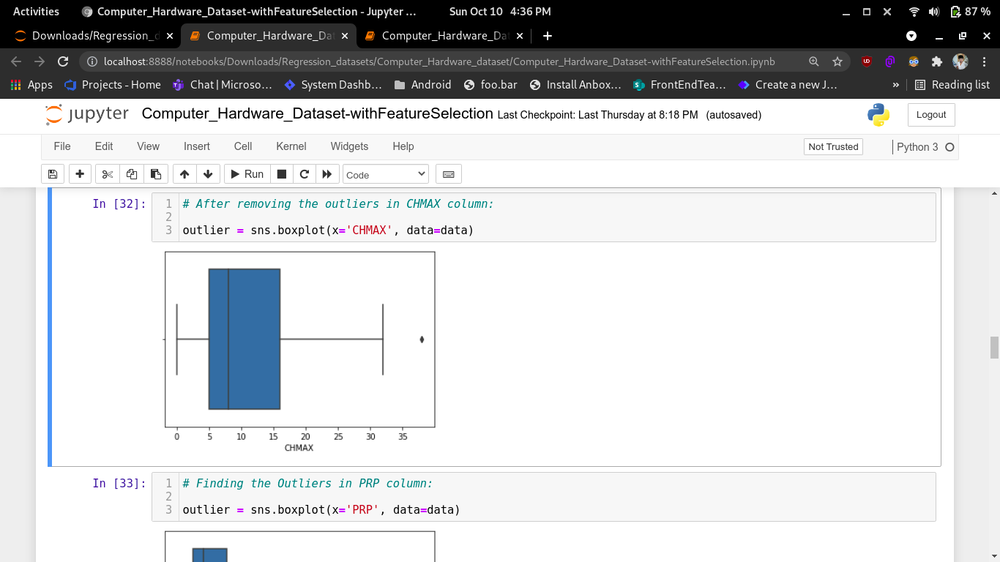 Activities Computer_Hardware_Dataset-withFeatureSelection - Jupyter ... Sun Oct 10 4:36 PM 87 %
Downloads/Regression_d Computer_Hardware_Dat Computer_Hardware_Dat
localhost:8888/notebooks/Downloads/Regression_datasets/Computer_Hardware_dataset/Computer_Hardware_Dataset-withFeatureSelection.ipynb
Apps Projects - Home Chat | Microso... System Dashb... Android foo.bar Install Anbox... FrontEndTea... Create a new J... » Reading list
jupyter Computer_Hardware_Dataset-withFeatureSelection Last Checkpoint: Last Thursday at 8:18 PM (autosaved) Logout
File Edit View Insert Cell Kernel Widgets Help Not Trusted Python 3
Run Code
In [32]: 1 # After removing the outliers in CHMAX column:
2
3 outlier = sns.boxplot(x='CHMAX', data=data)
0 5 10 15 20 25 30 35
CHMAX
In [33]: 1 # Finding the Outliers in PRP column:
2
3 outlier = sns.boxplot(x='PRP', data=data)